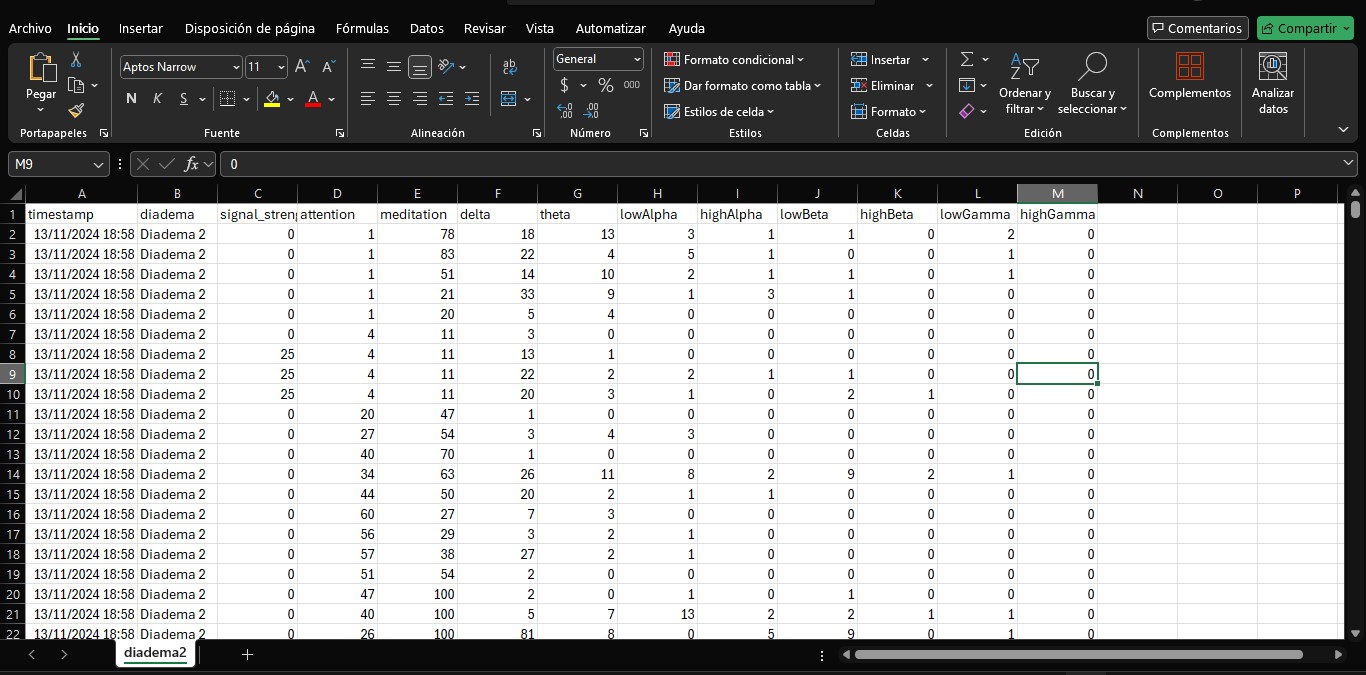 Archivo Inicio Insertar Disposición de página Fórmulas Datos Revisar Vista Automatizar Ayuda Comentarios Compartir
Pegar
Portapapeles
Aptos Narrow 11
N K S
Fuente
ab
Alineación
General
$ % 000
Número
Formato condicional
Dar formato como tabla
Estilos de celda
Estilos
Insertar
Eliminar
Formato
Celdas
Ordenar y
filtrar
Buscar y
seleccionar
Edición
Complementos
Complementos
Analizar
datos
M9 fx 0
A B C D E F G H I J K L M N O P
1 timestamp diadema signal_streng attention meditation delta theta lowAlpha highAlpha lowBeta highBeta lowGamma highGamma
2 13/11/2024 18:58 Diadema 2 0 1 78 18 13 3 1 1 0 2 0
3 13/11/2024 18:58 Diadema 2 0 1 83 22 4 5 1 0 0 1 0
4 13/11/2024 18:58 Diadema 2 0 1 51 14 10 2 1 1 0 1 0
5 13/11/2024 18:58 Diadema 2 0 1 21 33 9 1 3 1 0 0 0
6 13/11/2024 18:58 Diadema 2 0 1 20 5 4 0 0 0 0 0 0
7 13/11/2024 18:58 Diadema 2 0 4 11 3 0 0 0 0 0 0 0
8 13/11/2024 18:58 Diadema 2 25 4 11 13 1 0 0 0 0 0 0
9 13/11/2024 18:58 Diadema 2 25 4 11 22 2 2 1 1 0 0 0
10 13/11/2024 18:58 Diadema 2 25 4 11 20 3 1 0 2 1 0 0
11 13/11/2024 18:58 Diadema 2 0 20 47 1 0 0 0 0 0 0 0
12 13/11/2024 18:58 Diadema 2 0 27 54 3 4 3 0 0 0 0 0
13 13/11/2024 18:58 Diadema 2 0 40 70 1 0 0 0 0 0 0 0
14 13/11/2024 18:58 Diadema 2 0 34 63 26 11 8 2 9 2 1 0
15 13/11/2024 18:58 Diadema 2 0 44 50 20 2 1 1 0 0 0 0
16 13/11/2024 18:58 Diadema 2 0 60 27 7 3 0 0 0 0 0 0
17 13/11/2024 18:58 Diadema 2 0 56 29 3 2 1 0 0 0 0 0
18 13/11/2024 18:58 Diadema 2 0 57 38 27 2 1 0 0 0 0 0
19 13/11/2024 18:58 Diadema 2 0 51 54 2 0 0 0 0 0 0 0
20 13/11/2024 18:58 Diadema 2 0 47 100 2 0 1 0 1 0 0 0
21 13/11/2024 18:58 Diadema 2 0 40 100 5 7 13 2 2 1 1 0
22 13/11/2024 18:58 Diadema 2 0 26 100 81 8 0 5 9 0 1 0
diadema2